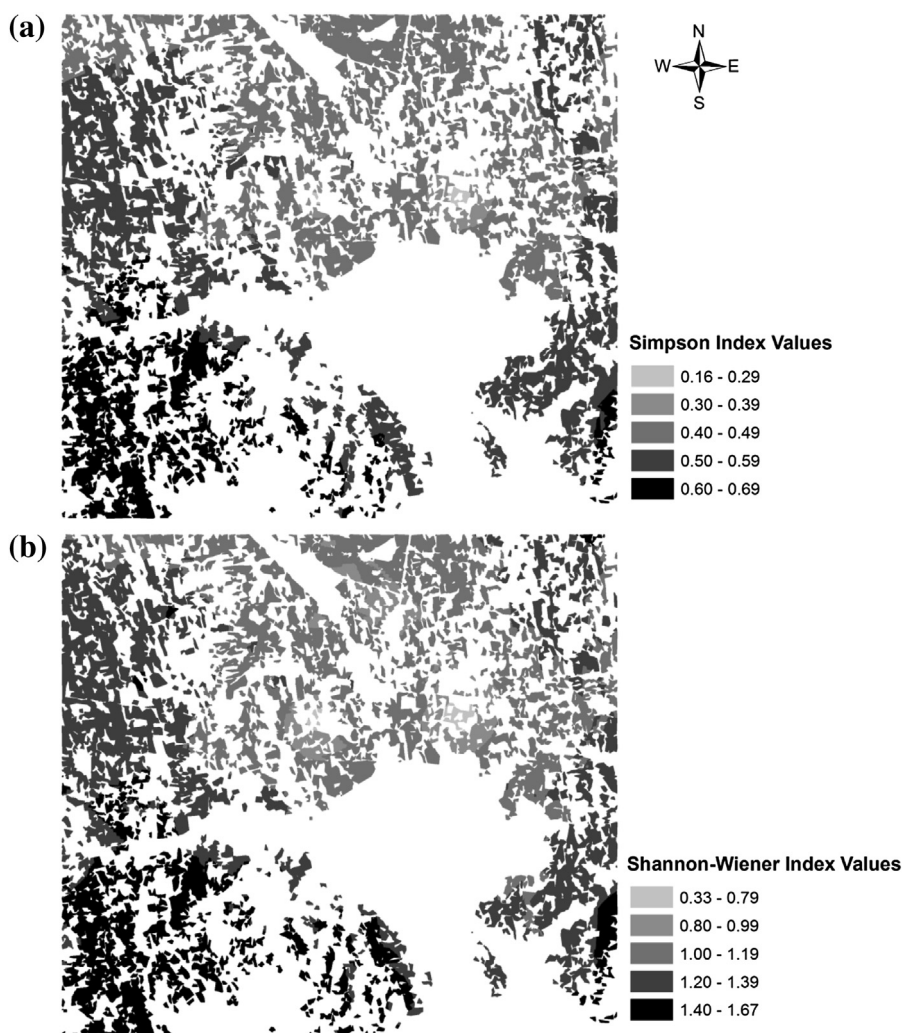 (a)
N
W E
S
Simpson Index Values
0.16 - 0.29
0.30 - 0.39
0.40 - 0.49
0.50 - 0.59
0.60 - 0.69
(b)
Shannon-Wiener Index Values
0.33 - 0.79
0.80 - 0.99
1.00 - 1.19
1.20 - 1.39
1.40 - 1.67